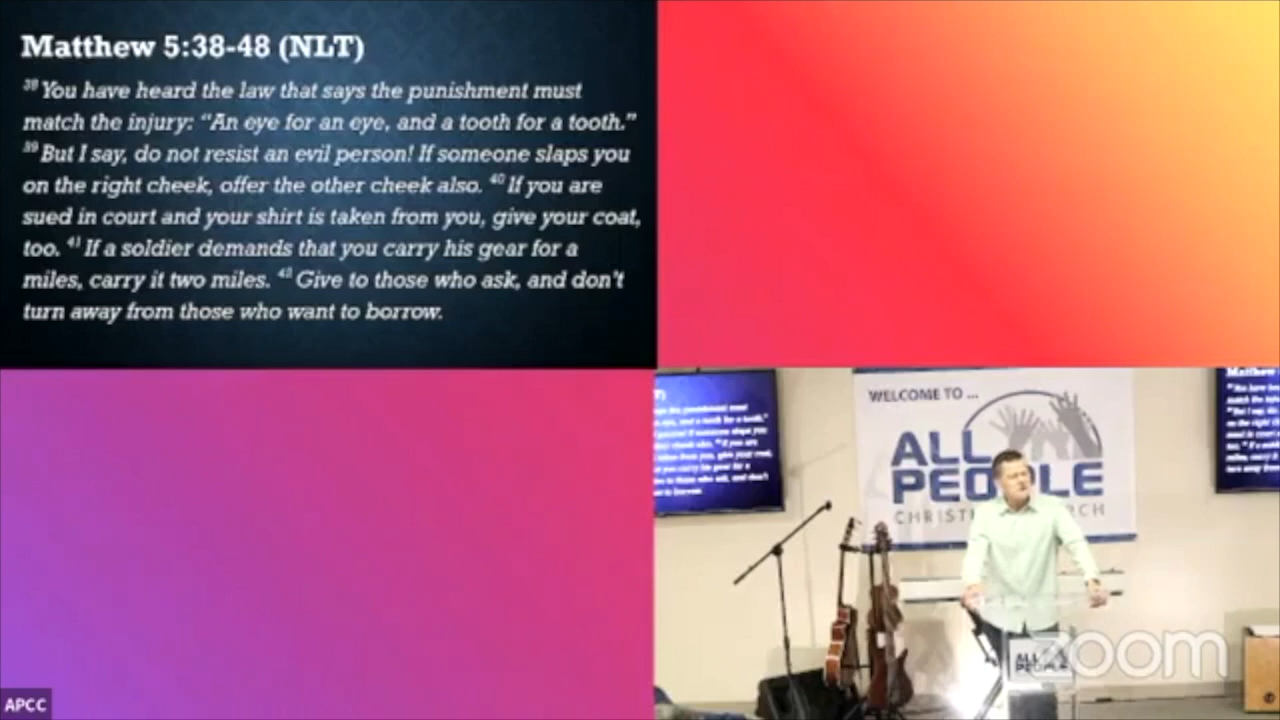 Matthew 5:38-48 (NLT)
38 You have heard the law that says the punishment must
match the injury: “An eye for an eye, and a tooth for a tooth.”
39 But I say, do not resist an evil person! If someone slaps you
on the right cheek, offer the other cheek also. 40 If you are
sued in court and your shirt is taken from you, give your coat,
too. 41 If a soldier demands that you carry his gear for a
miles, carry it two miles. 42 Give to those who ask, and don’t
turn away from those who want to borrow.
WELCOME TO ...
ALL
PEOPLE
zoom
ALL
PEOPLE
APCC